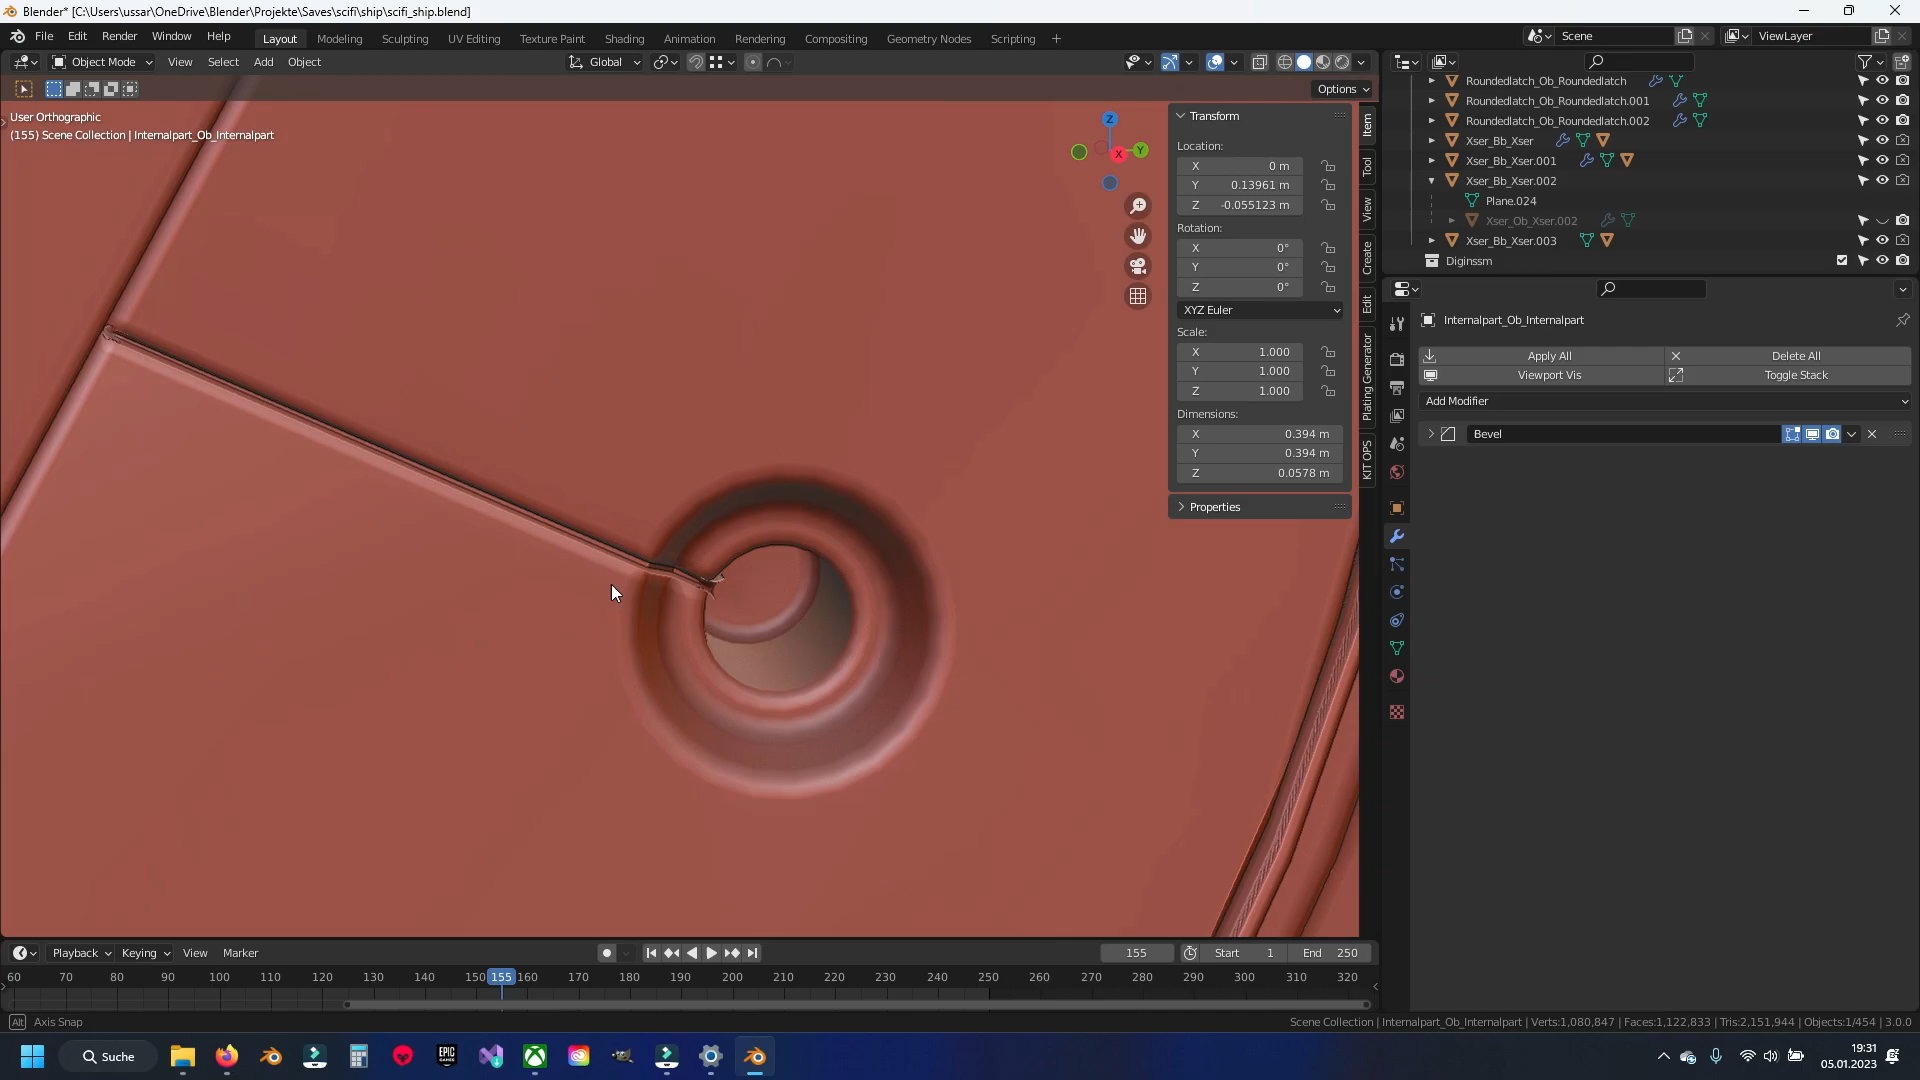 Blender* [C:\Users\ussar\OneDrive\Blender\Projekte\Saves\scifi\ship\scifi_ship.blend]
File Edit Render Window Help Layout Modeling Sculpting UV Editing Texture Paint Shading Animation Rendering Compositing Geometry Nodes Scripting + Scene ViewLayer
Object Mode View Select Add Object Global
Options
User Orthographic
(155) Scene Collection | Internalpart_Ob_Internalpart
Z
Y
X
Transform
Location:
X 0 m
Y 0.13961 m
Z -0.055123 m
Rotation:
X 0°
Y 0°
Z 0°
XYZ Euler
Scale:
X 1.000
Y 1.000
Z 1.000
Dimensions:
X 0.394 m
Y 0.394 m
Z 0.0578 m
Properties
Item
Tool
View
Create
Edit
Plating Generator
KIT OPS
Roundedlatch_Ob_Roundedlatch
Roundedlatch_Ob_Roundedlatch.001
Roundedlatch_Ob_Roundedlatch.002
Xser_Bb_Xser
Xser_Bb_Xser.001
Xser_Bb_Xser.002
Plane.024
Xser_Ob_Xser.002
Xser_Bb_Xser.003
Diginssm
Internalpart_Ob_Internalpart
Apply All Delete All
Viewport Vis Toggle Stack
Add Modifier
Bevel
Playback Keying View Marker 155 Start 1 End 250
60 70 80 90 100 110 120 130 140 150 155 160 170 180 190 200 210 220 230 240 250 260 270 280 290 300 310 320
Alt Axis Snap
Scene Collection | Internalpart_Ob_Internalpart | Verts:1,080,847 | Faces:1,122,833 | Tris:2,151,944 | Objects:1/454 | 3.0.0
Suche
EPIC GAMES
19:31
05.01.2023